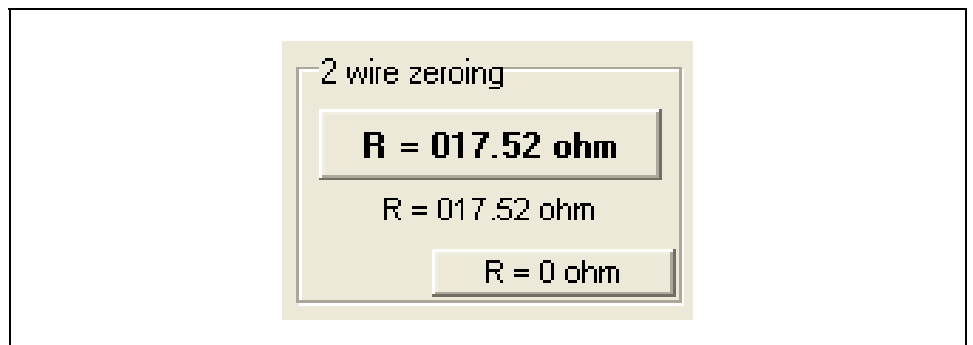 2 wire zeroing
R = 017.52 ohm
R = 017.52 ohm
R = 0 ohm